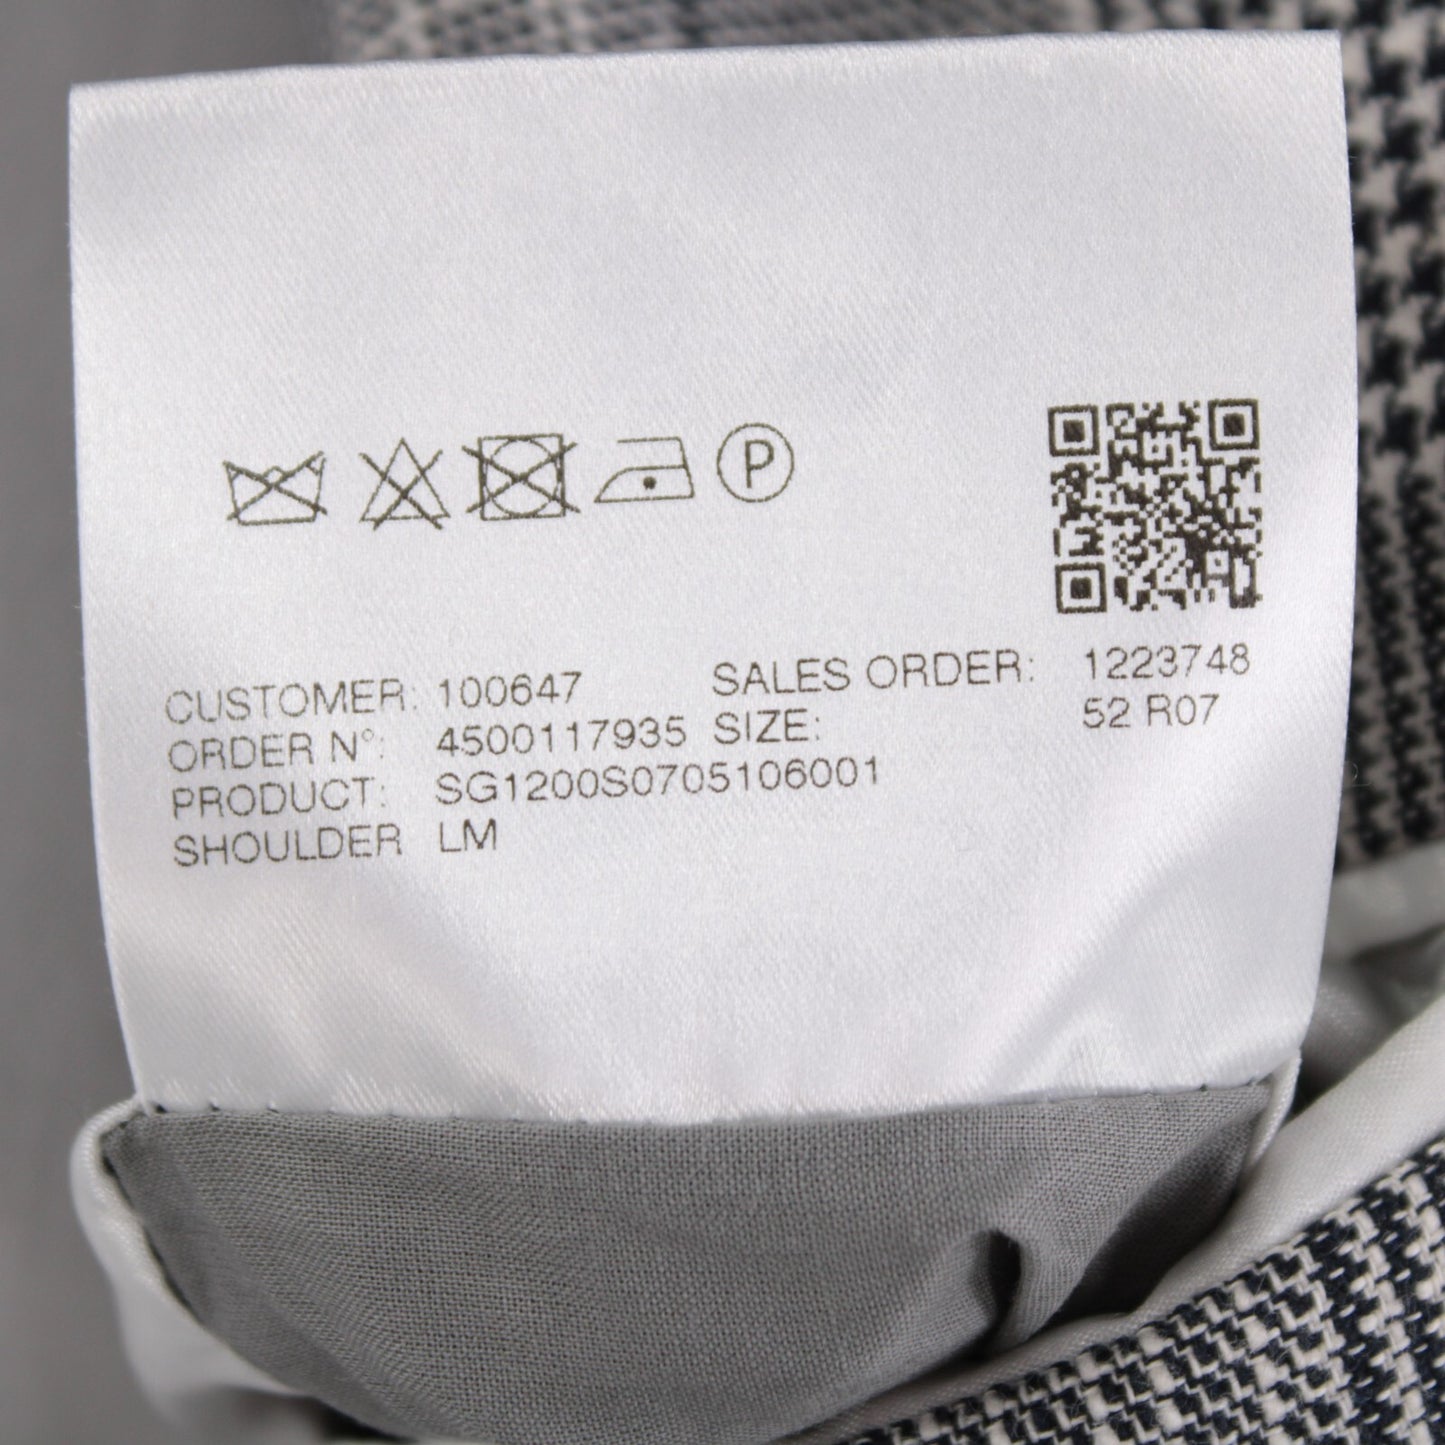 P
CUSTOMER: 100647 SALES ORDER: 1223748
ORDER N°: 4500117935 SIZE: 52 R07
PRODUCT: SG1200S0705106001
SHOULDER LM